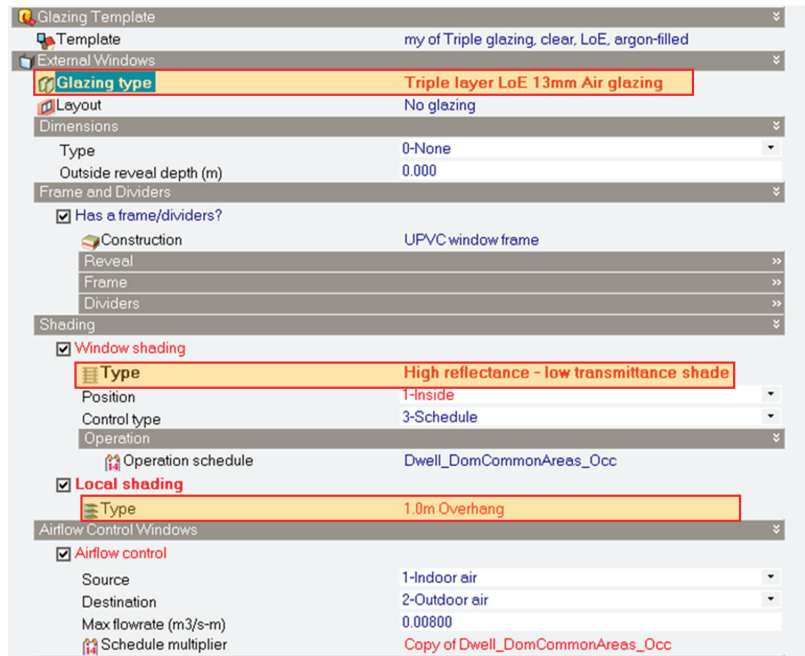 Glazing Template
Template my of Triple glazing, clear, LoE, argon-filled
External Windows
Glazing type Triple layer LoE 13mm Air glazing
Layout No glazing
Dimensions
Type 0-None
Outside reveal depth (m) 0.000
Frame and Dividers
Has a frame/dividers?
Construction UPVC window frame
Reveal
Frame
Dividers
Shading
Window shading
Type High reflectance - low transmittance shade
Position 1-Inside
Control type 3-Schedule
Operation
14 Operation schedule Dwell_DomCommonAreas_Occ
Local shading
Type 1.0m Overhang
Airflow Control Windows
Airflow control
Source 1-Indoor air
Destination 2-Outdoor air
Max flowrate (m3/s-m) 0.00800
14 Schedule multiplier Copy of Dwell_DomCommonAreas_Occ